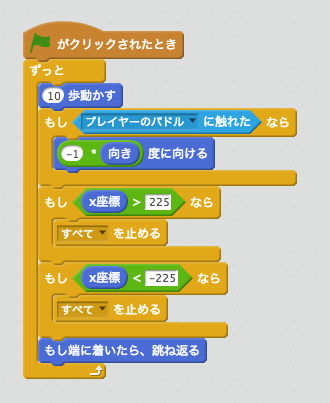 がクリックされたとき
ずっと
10 歩動かす
もし プレイヤーのパドル に触れた なら
-1 * 向き 度に向ける
もし x座標 > 225 なら
すべて を止める
もし x座標 < -225 なら
すべて を止める
もし端に着いたら、跳ね返る